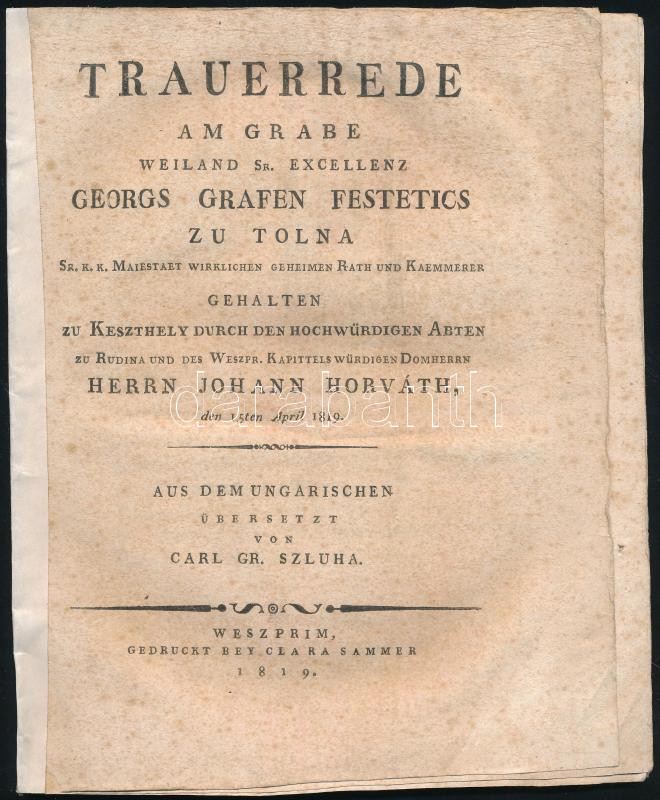 TRAUERREDE
AM GRABE
WEILAND SR. EXCELLENZ
GEORGS GRAFEN FESTETICS
ZU TOLNA
SR. K. K. MAIESTAET WIRKLICHEN GEHEIMEN RATH UND KAEMMERER
GEHALTEN
ZU KESZTHELY DURCH DEN HOCHWÜRDIGEN ABTEN
ZU RUDINA UND DES WESZPR. KAPITTELS WÜRDIGEN DOMHERRN
HERRN JOHANN HORVÁTH,
darabanth
den 15ten April 1819.
AUS DEM UNGARISCHEN
ÜBERSETZT
VON
CARL GR. SZLUHA.
WESZPRIM,
GEDRUCKT BEY CLARA SAMMER
1819.